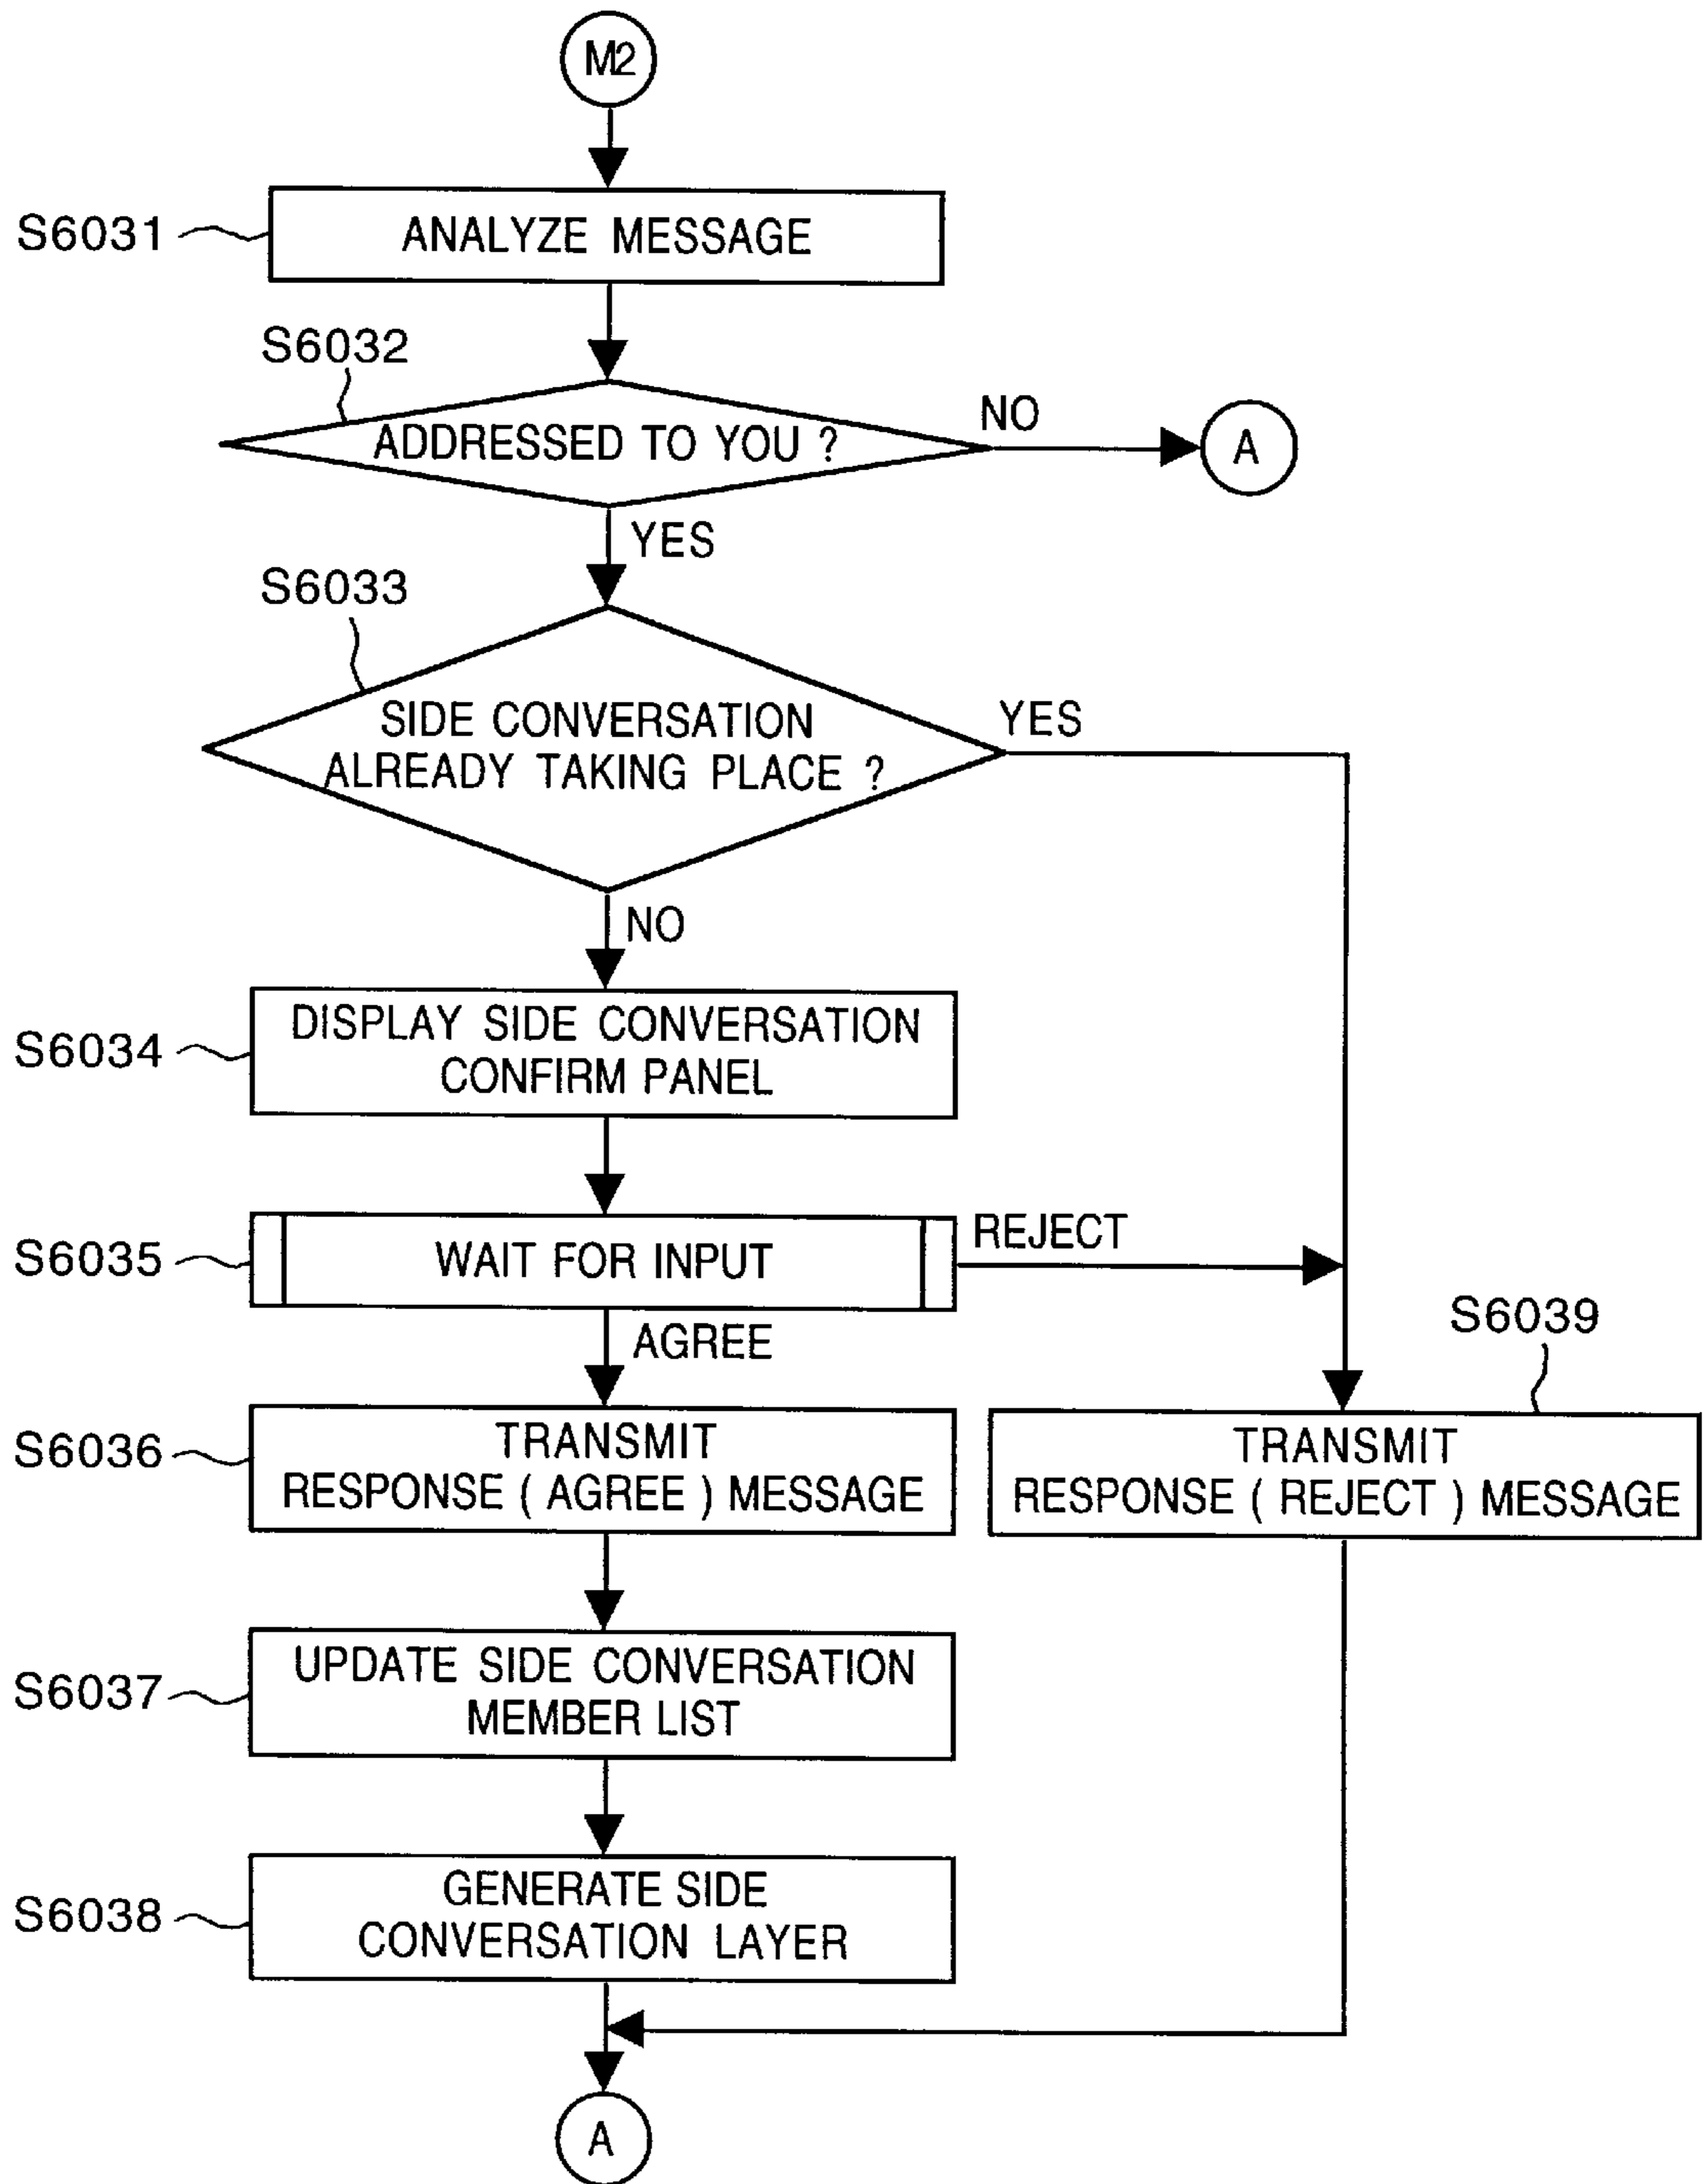 M2
S6031
ANALYZE MESSAGE
S6032
ADDRESSED TO YOU ?
NO
A
YES
S6033
SIDE CONVERSATION
ALREADY TAKING PLACE ?
YES
NO
S6034
DISPLAY SIDE CONVERSATION
CONFIRM PANEL
S6035
WAIT FOR INPUT
REJECT
AGREE
S6039
S6036
TRANSMIT
RESPONSE ( AGREE ) MESSAGE
TRANSMIT
RESPONSE ( REJECT ) MESSAGE
S6037
UPDATE SIDE CONVERSATION
MEMBER LIST
S6038
GENERATE SIDE
CONVERSATION LAYER
A